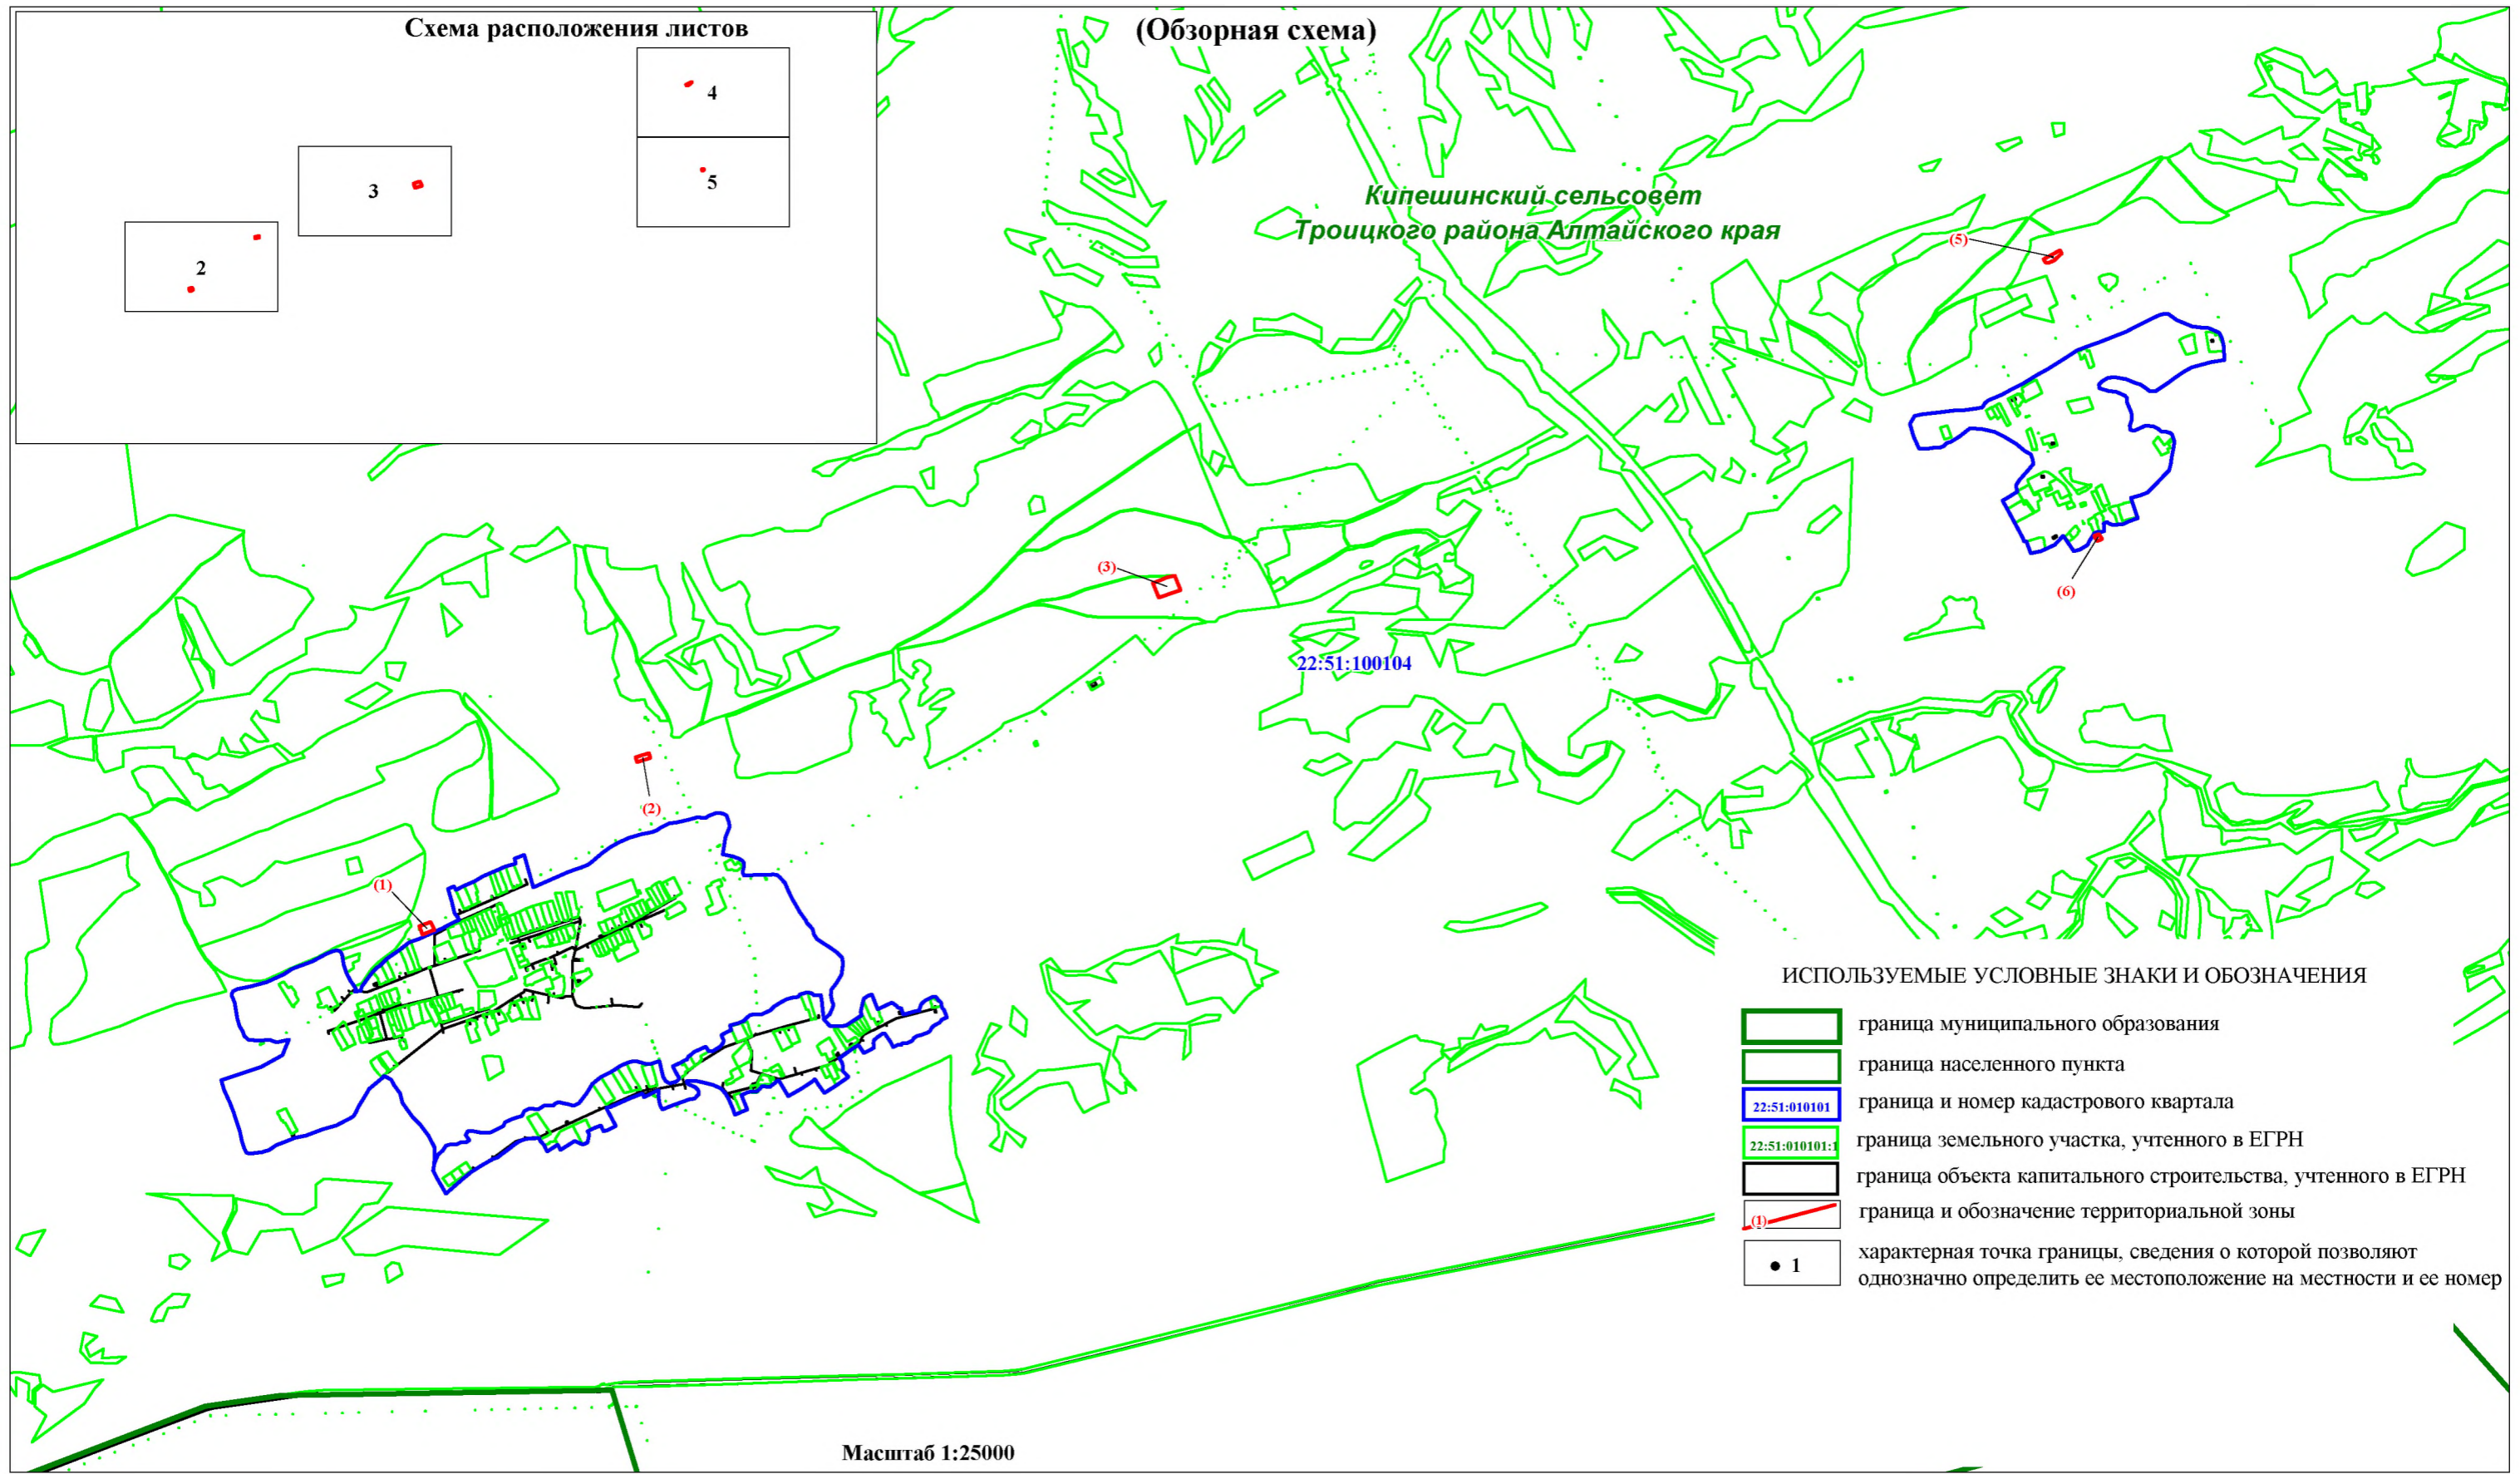 Схема расположения листов
(Обзорная схема)
4
3
5
2
Кипешинский сельсовет
Троицкого района Алтайского края
(5)
(3)
(6)
22:51:100104
(2)
(1)
ИСПОЛЬЗУЕМЫЕ УСЛОВНЫЕ ЗНАКИ И ОБОЗНАЧЕНИЯ
граница муниципального образования
граница населенного пункта
22:51:010101 граница и номер кадастрового квартала
22:51:010101:1 граница земельного участка, учтенного в ЕГРН
граница объекта капитального строительства, учтенного в ЕГРН
(1) граница и обозначение территориальной зоны
1 характерная точка границы, сведения о которой позволяют
однозначно определить ее местоположение на местности и ее номер
Масштаб 1:25000